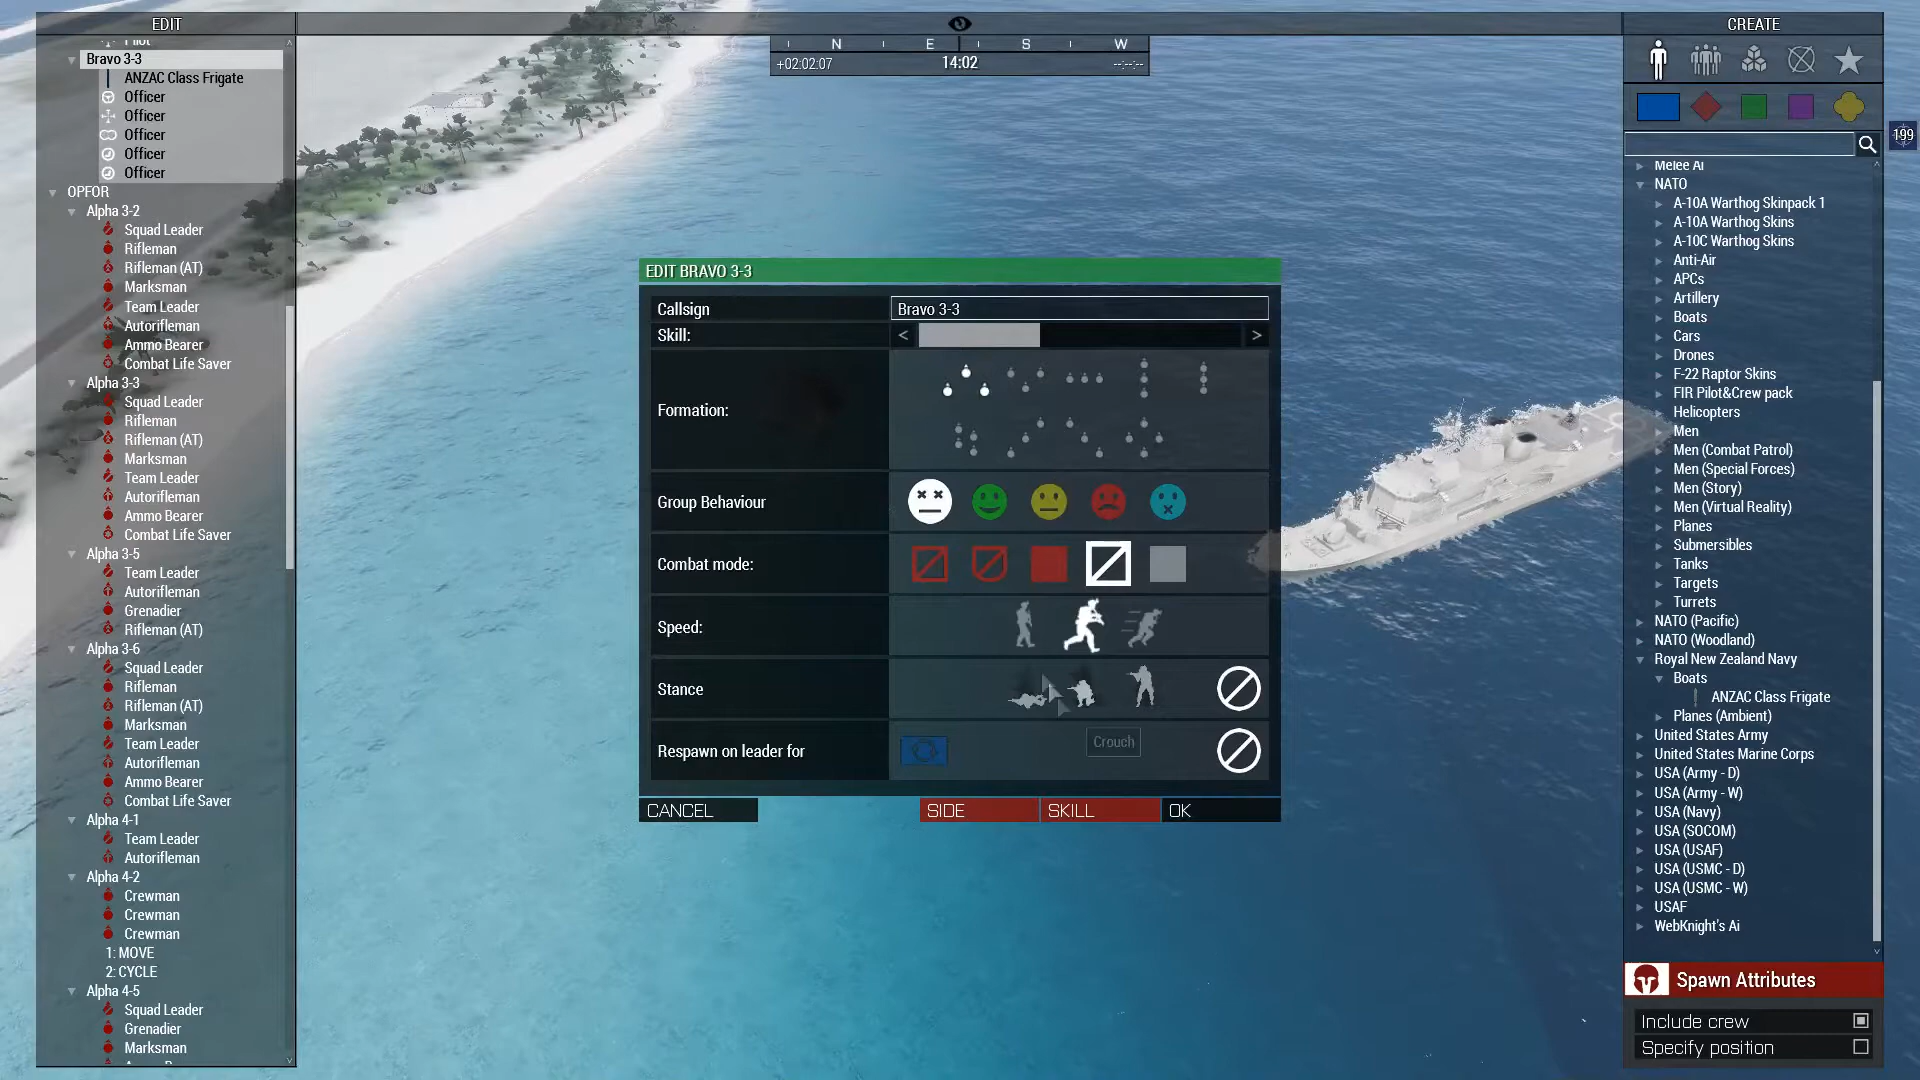 EDIT
Pilot
Bravo 3-3
ANZAC Class Frigate
Officer
Officer
Officer
Officer
Officer
OPFOR
Alpha 3-2
Squad Leader
Rifleman
Rifleman (AT)
Marksman
Team Leader
Autorifleman
Ammo Bearer
Combat Life Saver
Alpha 3-3
Squad Leader
Rifleman
Rifleman (AT)
Marksman
Team Leader
Autorifleman
Ammo Bearer
Combat Life Saver
Alpha 3-5
Team Leader
Autorifleman
Grenadier
Rifleman (AT)
Alpha 3-6
Squad Leader
Rifleman
Rifleman (AT)
Marksman
Team Leader
Autorifleman
Ammo Bearer
Combat Life Saver
Alpha 4-1
Team Leader
Autorifleman
Alpha 4-2
Crewman
Crewman
Crewman
1: MOVE
2: CYCLE
Alpha 4-5
Squad Leader
Grenadier
Marksman
N E S W
+02:02:07 14:02 --:--:--
EDIT BRAVO 3-3
Callsign Bravo 3-3
Skill: < >
Formation:
Group Behaviour
Combat mode:
Speed:
Stance
Respawn on leader for
Crouch
CANCEL SIDE SKILL OK
CREATE
199
Melee Ai
NATO
A-10A Warthog Skinpack 1
A-10A Warthog Skins
A-10C Warthog Skins
Anti-Air
APCs
Artillery
Boats
Cars
Drones
F-22 Raptor Skins
FIR Pilot&Crew pack
Helicopters
Men
Men (Combat Patrol)
Men (Special Forces)
Men (Story)
Men (Virtual Reality)
Planes
Submersibles
Tanks
Targets
Turrets
NATO (Pacific)
NATO (Woodland)
Royal New Zealand Navy
Boats
ANZAC Class Frigate
Planes (Ambient)
United States Army
United States Marine Corps
USA (Army - D)
USA (Army - W)
USA (Navy)
USA (SOCOM)
USA (USAF)
USA (USMC - D)
USA (USMC - W)
USAF
WebKnight's Ai
Spawn Attributes
Include crew
Specify position